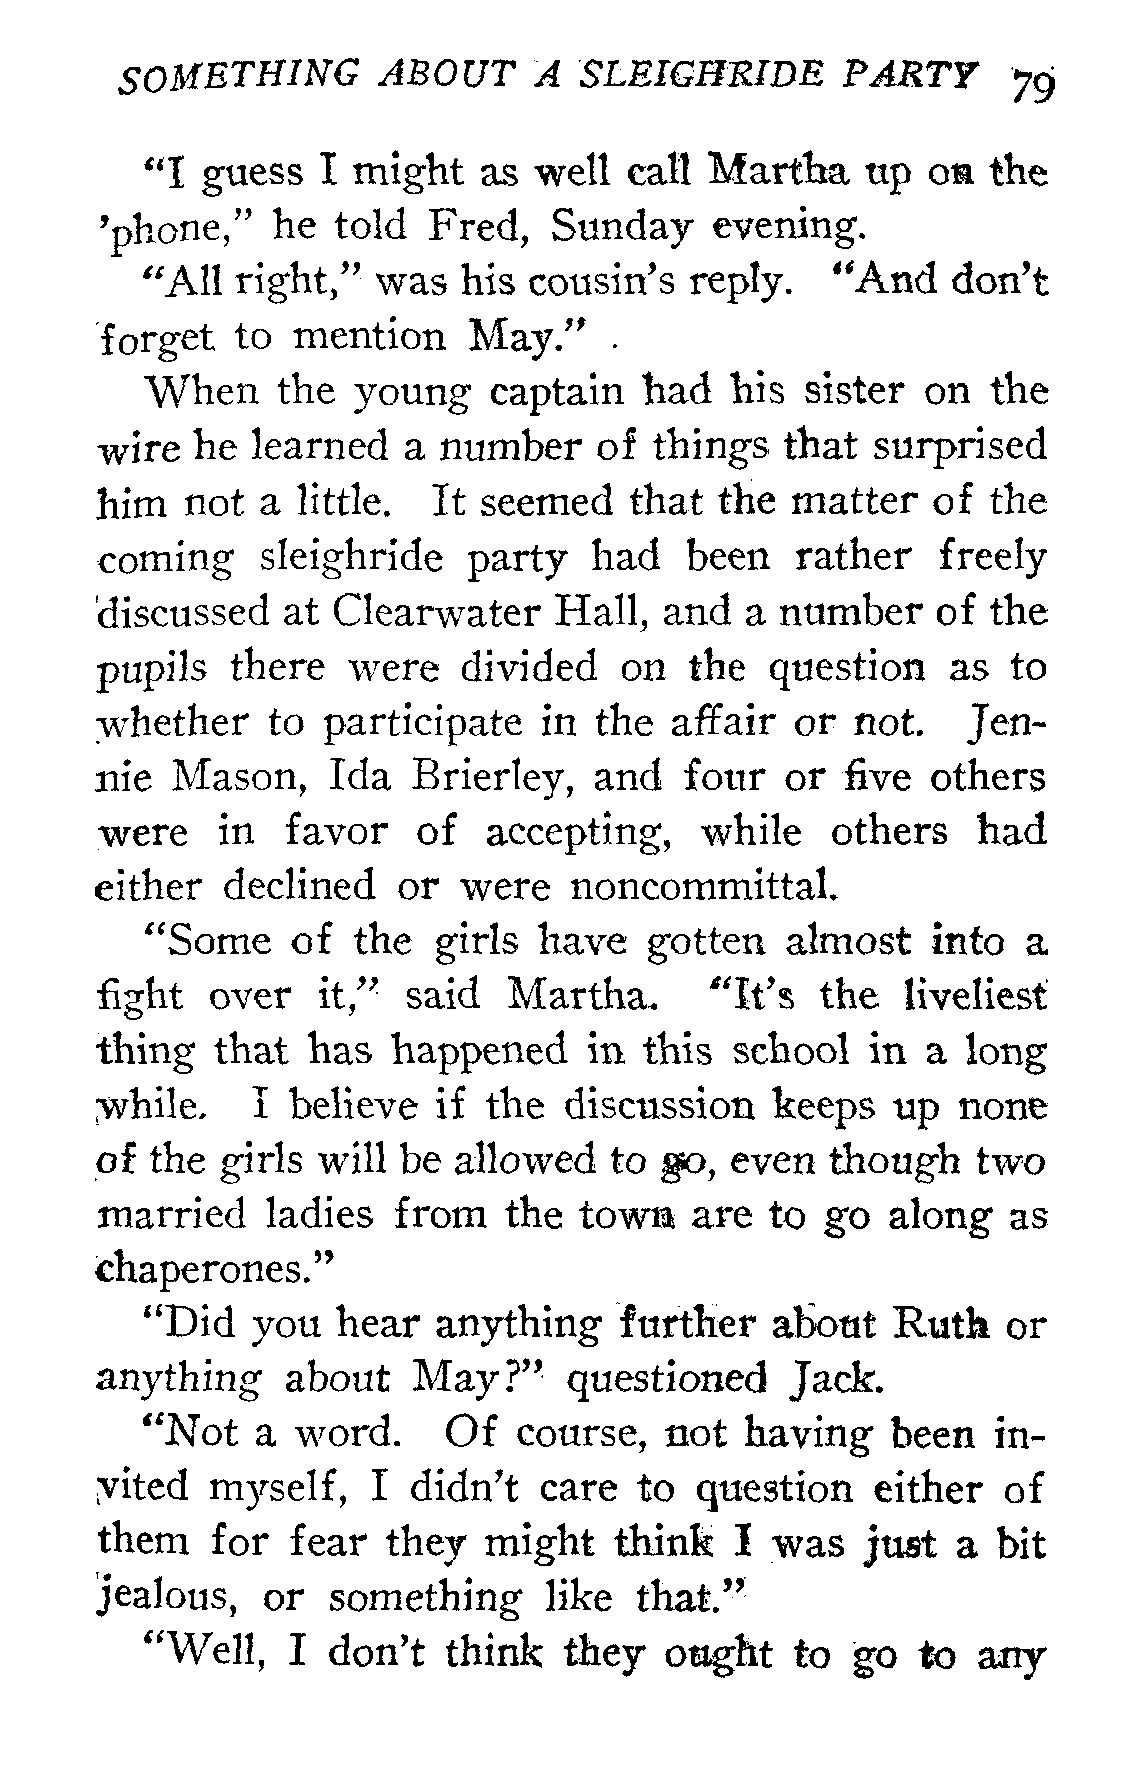 SOMETHING ABOUT A SLEIGHRIDE PARTY 79
“I guess I might as well call Martha up on the
’phone,” he told Fred, Sunday evening.
“All right,” was his cousin’s reply. “And don’t
forget to mention May.”
When the young captain had his sister on the
wire he learned a number of things that surprised
him not a little. It seemed that the matter of the
coming sleighride party had been rather freely
discussed at Clearwater Hall, and a number of the
pupils there were divided on the question as to
whether to participate in the affair or not. Jen-
nie Mason, Ida Brierley, and four or five others
were in favor of accepting, while others had
either declined or were noncommittal.
“Some of the girls have gotten almost into a
fight over it,” said Martha. “It’s the liveliest
thing that has happened in this school in a long
while. I believe if the discussion keeps up none
of the girls will be allowed to go, even though two
married ladies from the town are to go along as
chaperones.”
“Did you hear anything further about Ruth or
anything about May?” questioned Jack.
“Not a word. Of course, not having been in-
vited myself, I didn’t care to question either of
them for fear they might think I was just a bit
jealous, or something like that.”
“Well, I don’t think they ought to go to any